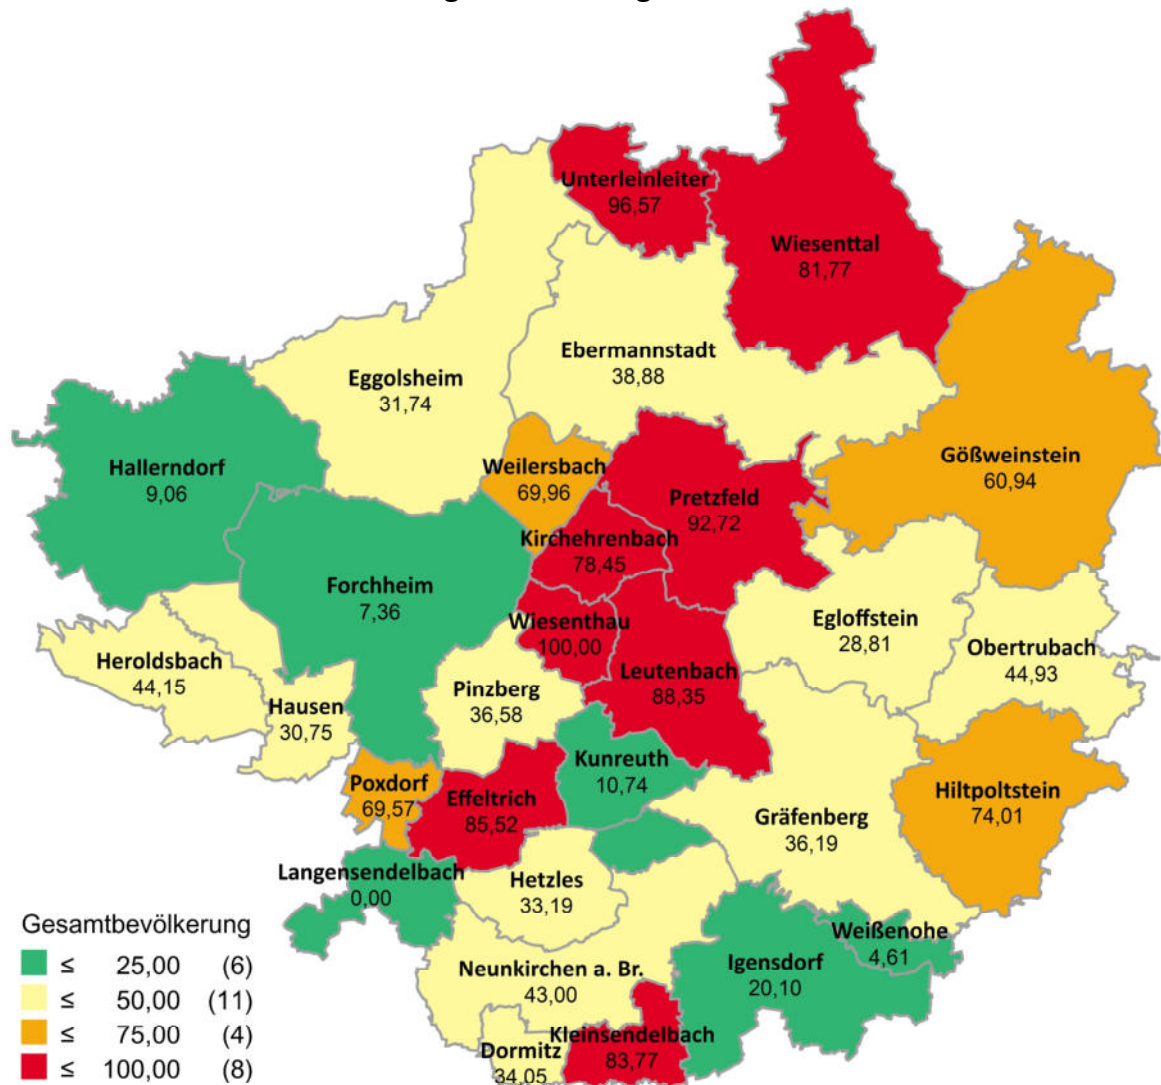 Unterleinleiter
96,57
Wiesenttal
81,77
Ebermannstadt
38,88
Eggolsheim
31,74
Gößweinstein
60,94
Hallerndorf
9,06
Weilersbach
69,96
Pretzfeld
92,72
Kirchehrenbach
78,45
Forchheim
7,36
Wiesenthau
100,00
Egloffstein
28,81
Obertrubach
44,93
Heroldsbach
44,15
Leutenbach
88,35
Pinzberg
36,58
Hausen
30,75
Kunreuth
10,74
Poxdorf
69,57
Effeltrich
85,52
Hiltpoltstein
74,01
Gräfenberg
36,19
Langensendelbach
0,00
Hetzles
33,19
Weißenohe
4,61
Igensdorf
20,10
Neunkirchen a. Br.
43,00
Kleinsendelbach
83,77
Dormitz
34,05
Gesamtbevölkerung
≤ 25,00 (6)
≤ 50,00 (11)
≤ 75,00 (4)
≤ 100,00 (8)